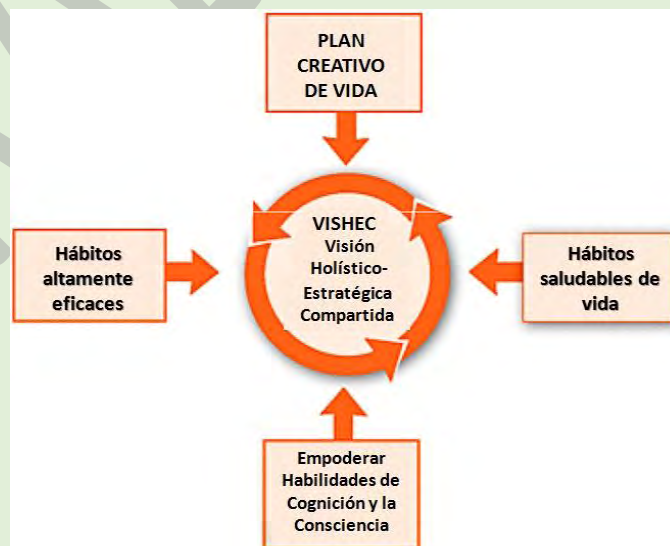 PLAN
CREATIVO
DE VIDA
Hábitos
altamente
eficaces
VISHEC
Visión
Holístico-
Estratégica
Compartida
Hábitos
saludables de
vida
Empoderar
Habilidades de
Cognición y la
Consciencia